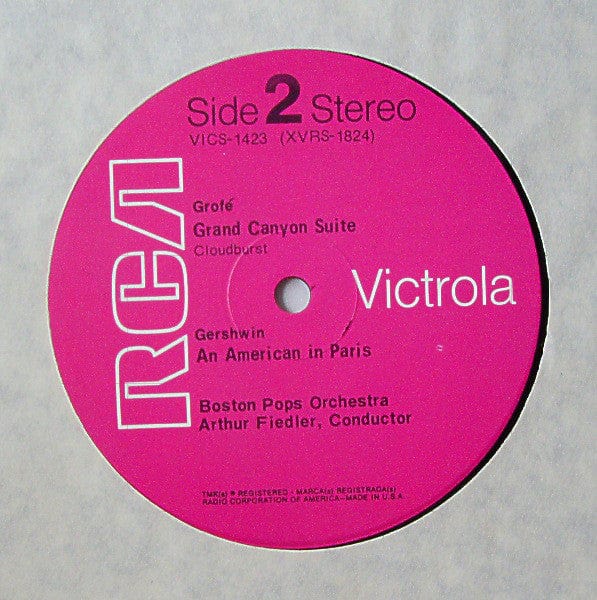 Side 2 Stereo
VICS-1423 (XVRS-1824)
RCA
Grofé
Grand Canyon Suite
Cloudburst
Victrola
Gershwin
An American in Paris
Boston Pops Orchestra
Arthur Fiedler, Conductor
TMK(s) ® REGISTERED • MARCA(s) REGISTRADA(s)
RADIO CORPORATION OF AMERICA—MADE IN U.S.A.